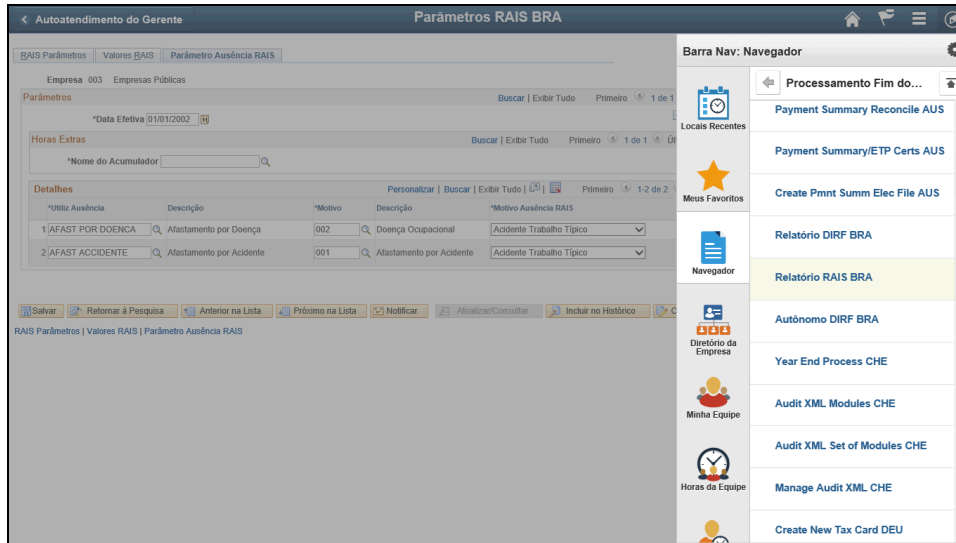 Autoatendimento do Gerente
Parâmetros RAIS BRA
RAIS Parâmetros
Valores RAIS
Parâmetro Ausência RAIS
Empresa 003 Empresas Públicas
Parâmetros
Buscar | Exibir Tudo Primeiro 1 de 1
*Data Efetiva 01/01/2002
Horas Extras
Buscar | Exibir Tudo Primeiro 1 de 1
*Nome do Acumulador
Detalhes
Personalizar | Buscar | Exibir Tudo | Primeiro 1-2 de 2
*Utiliz Ausência Descrição *Motivo Descrição *Motivo Ausência RAIS
1 AFAST POR DOENCA Afastamento por Doença 002 Doença Ocupacional Acidente Trabalho Típico
2 AFAST ACCIDENTE Afastamento por Acidente 001 Afastamento por Acidente Acidente Trabalho Típico
Salvar Retornar à Pesquisa Anterior na Lista Próximo na Lista Notificar Atualizar/Consultar Incluir no Histórico
RAIS Parâmetros | Valores RAIS | Parâmetro Ausência RAIS
Barra Nav: Navegador
Locais Recentes
Meus Favoritos
Navegador
Diretório da
Empresa
Minha Equipe
Horas da Equipe
Processamento Fim do...
Payment Summary Reconcile AUS
Payment Summary/ETP Certs AUS
Create Pmnt Summ Elec File AUS
Relatório DIRF BRA
Relatório RAIS BRA
Autônomo DIRF BRA
Year End Process CHE
Audit XML Modules CHE
Audit XML Set of Modules CHE
Manage Audit XML CHE
Create New Tax Card DEU